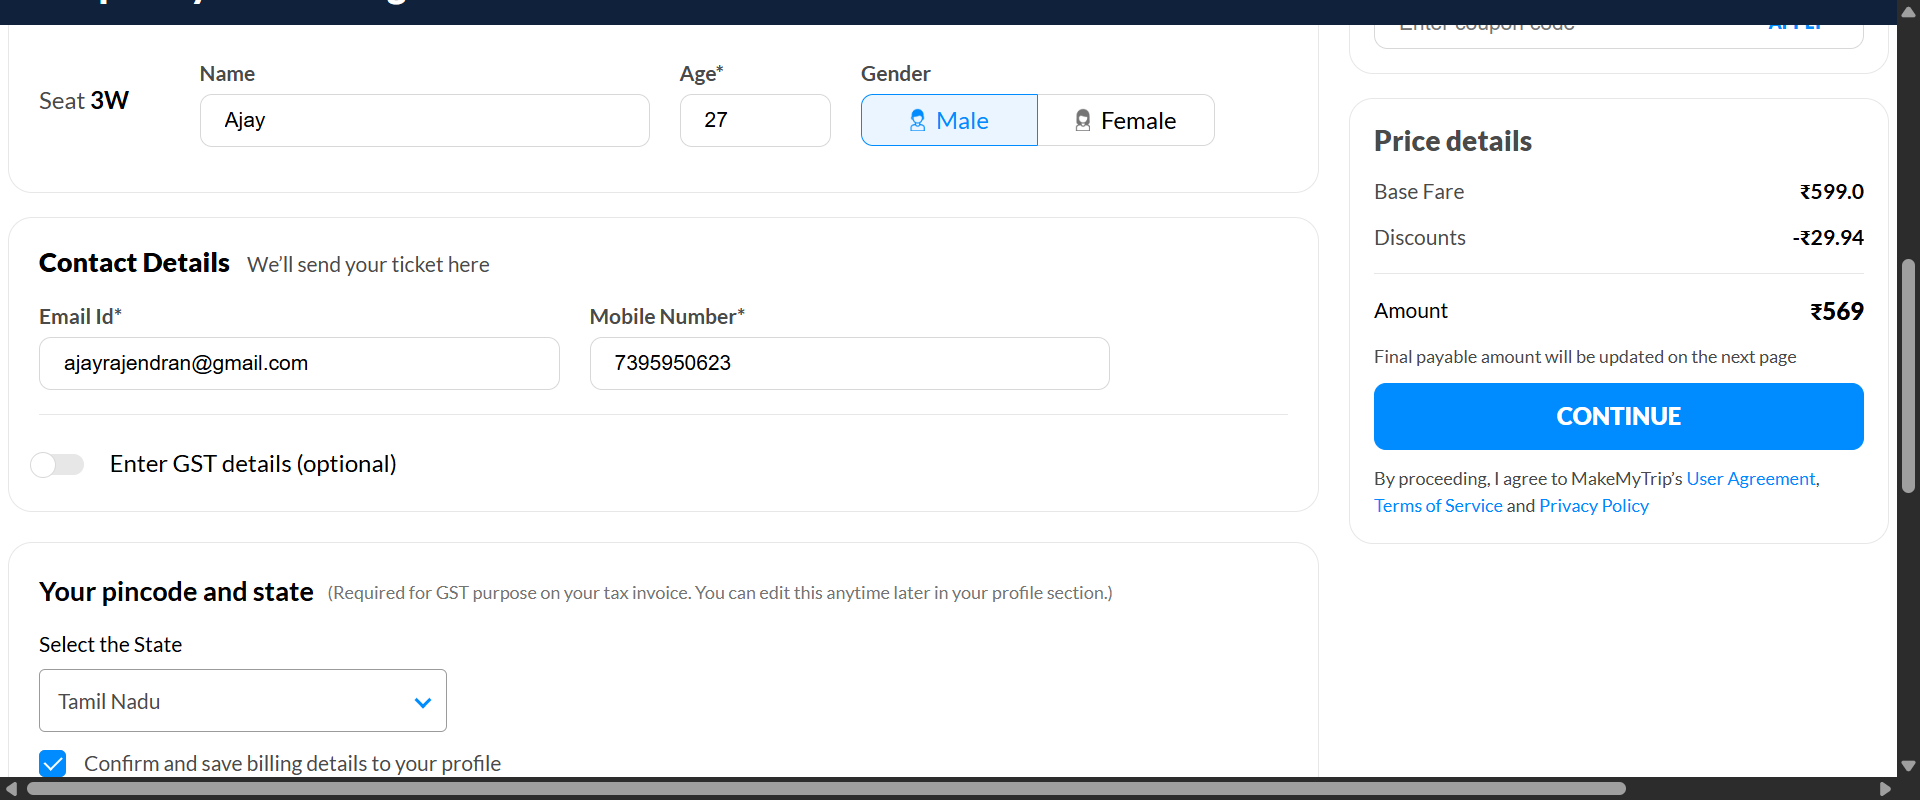 Seat 3W
Name
Ajay
Age*
27
Gender
Male
Female
Contact Details We'll send your ticket here
Email Id*
ajayrajendran@gmail.com
Mobile Number*
7395950623
Enter GST details (optional)
Your pincode and state (Required for GST purpose on your tax invoice. You can edit this anytime later in your profile section.)
Select the State
Tamil Nadu
Confirm and save billing details to your profile
Enter coupon code APPLY
Price details
Base Fare ₹599.0
Discounts -₹29.94
Amount ₹569
Final payable amount will be updated on the next page
CONTINUE
By proceeding, I agree to MakeMyTrip's User Agreement,
Terms of Service and Privacy Policy